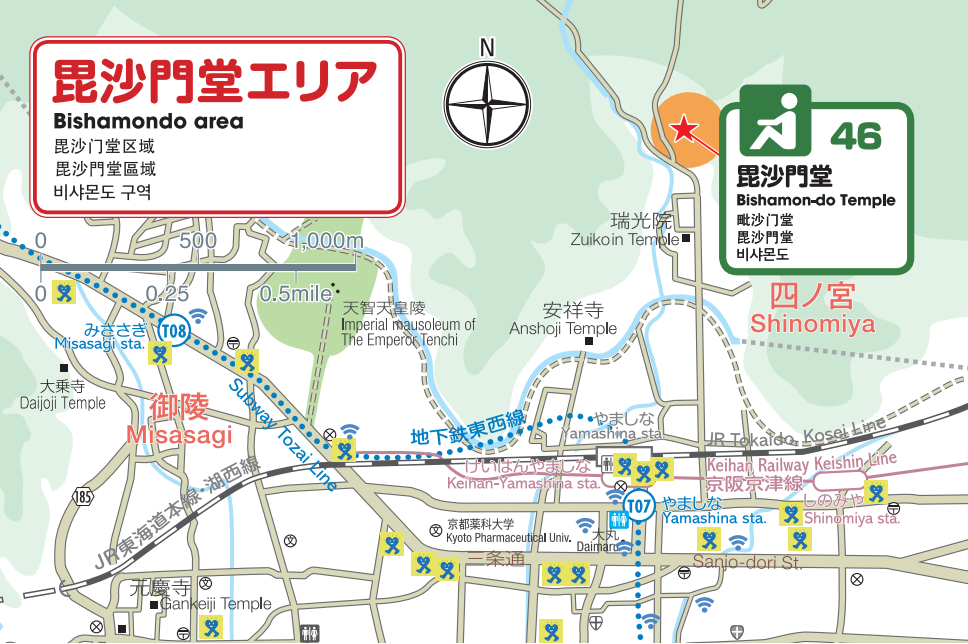 毘沙門堂エリア
Bishamondo area
毘沙门堂区域
毘沙門堂區域
비샤몬도 구역
N
46
毘沙門堂
Bishamon-do Temple
毗沙门堂
毘沙門堂
비샤몬도
瑞光院
Zuikoin Temple
0 500 1,000m
0 0.25 0.5mile
四ノ宮
Shinomiya
天智天皇陵
Imperial mausoleum of
The Emperor Tenchi
安祥寺
Anshoji Temple
みささぎ
Misasagi sta.
T08
大乗寺
Daijoji Temple
御陵
Misasagi
Subway Tozai Line
地下鉄東西線
やましな
Yamashina sta.
JR Tokaido, Kosei Line
けいはんやましな
Keihan-Yamashina sta.
Keihan Railway Keishin Line
京阪京津線
JR東海道本線・湖西線
185
T07
やましな
Yamashina sta.
しのみや
Shinomiya sta.
京都薬科大学
Kyoto Pharmaceutical Univ.
大丸
Daimaru
三条通
Sanjo-dori St.
元慶寺
Gankeiji Temple